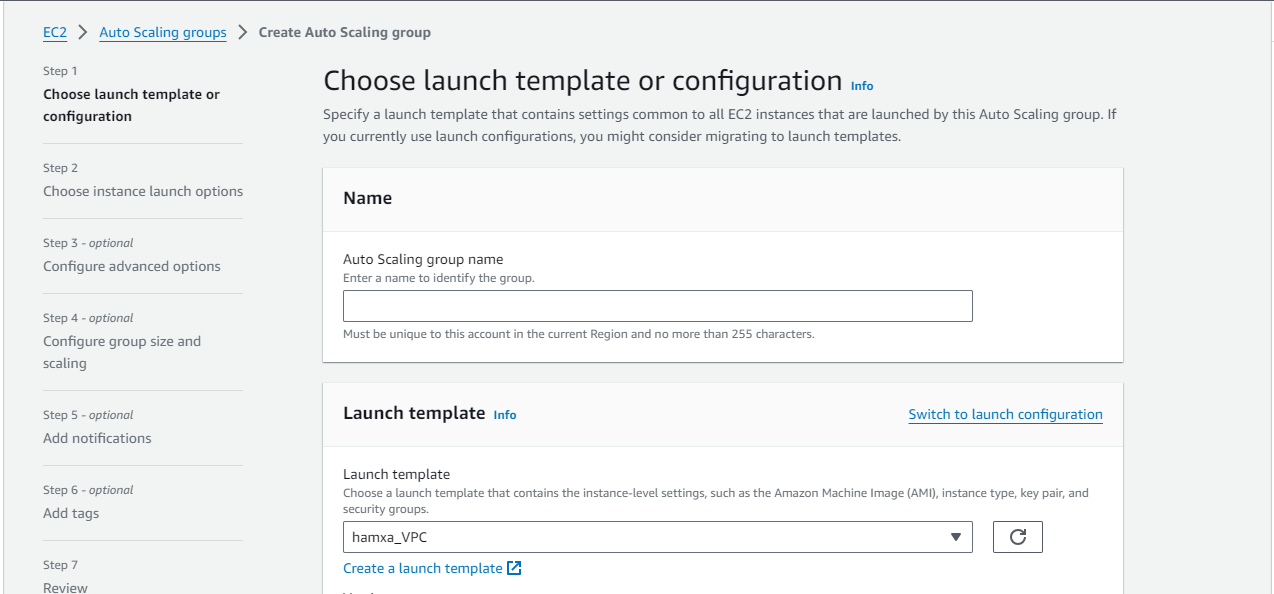 EC2 > Auto Scaling groups > Create Auto Scaling group
Step 1
Choose launch template or
configuration
Step 2
Choose instance launch options
Step 3 - optional
Configure advanced options
Step 4 - optional
Configure group size and
scaling
Step 5 - optional
Add notifications
Step 6 - optional
Add tags
Step 7
Review
Choose launch template or configuration Info
Specify a launch template that contains settings common to all EC2 instances that are launched by this Auto Scaling group. If
you currently use launch configurations, you might consider migrating to launch templates.
Name
Auto Scaling group name
Enter a name to identify the group.
Must be unique to this account in the current Region and no more than 255 characters.
Launch template Info
Switch to launch configuration
Launch template
Choose a launch template that contains the instance-level settings, such as the Amazon Machine Image (AMI), instance type, key pair, and
security groups.
hamxa_VPC
Create a launch template